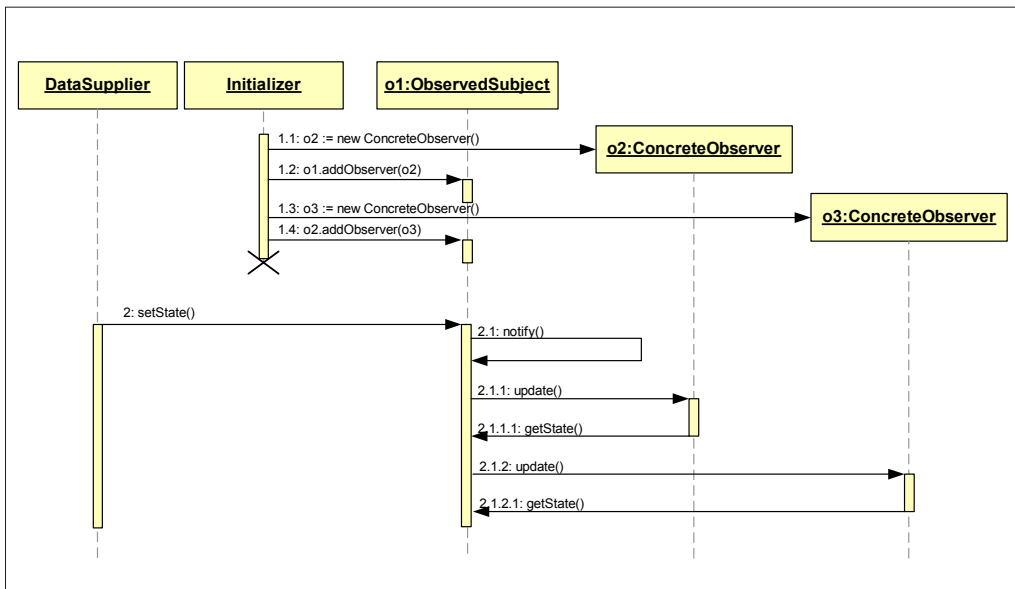 DataSupplier
Initializer
o1:ObservedSubject
1.1: o2 := new ConcreteObserver()
o2:ConcreteObserver
1.2: o1.addObserver(o2)
1.3: o3 := new ConcreteObserver()
o3:ConcreteObserver
1.4: o2.addObserver(o3)
2: setState()
2.1: notify()
2.1.1: update()
2.1.1.1: getState()
2.1.2: update()
2.1.2.1: getState()